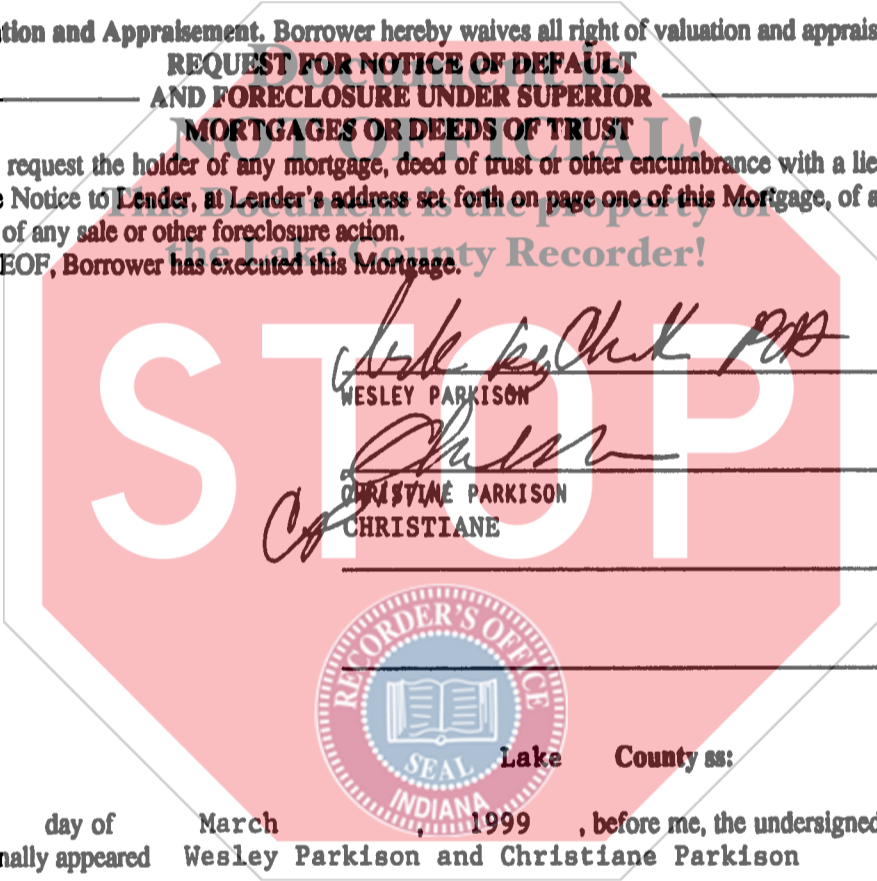 tion and Appraisement. Borrower hereby waives all right of valuation and apprais
REQUEST FOR NOTICE OF DEFAULT
AND FORECLOSURE UNDER SUPERIOR
MORTGAGES OR DEEDS OF TRUST
request the holder of any mortgage, deed of trust or other encumbrance with a lie
e Notice to Lender, at Lender's address set forth on page one of this Mortgage, of a
of any sale or other foreclosure action.
EOF, Borrower has executed this Mortgage.
Document is
NOT OFFICIAL!
This Document is the property of
the Lake County Recorder!
STOP
by POA
WESLEY PARKISON
PARKISON
CHRISTIANE
RECORDER'S OFFICE
SEAL
INDIANA
Lake County ss:
day of March , 1999 , before me, the undersigned
nally appeared Wesley Parkison and Christiane Parkison